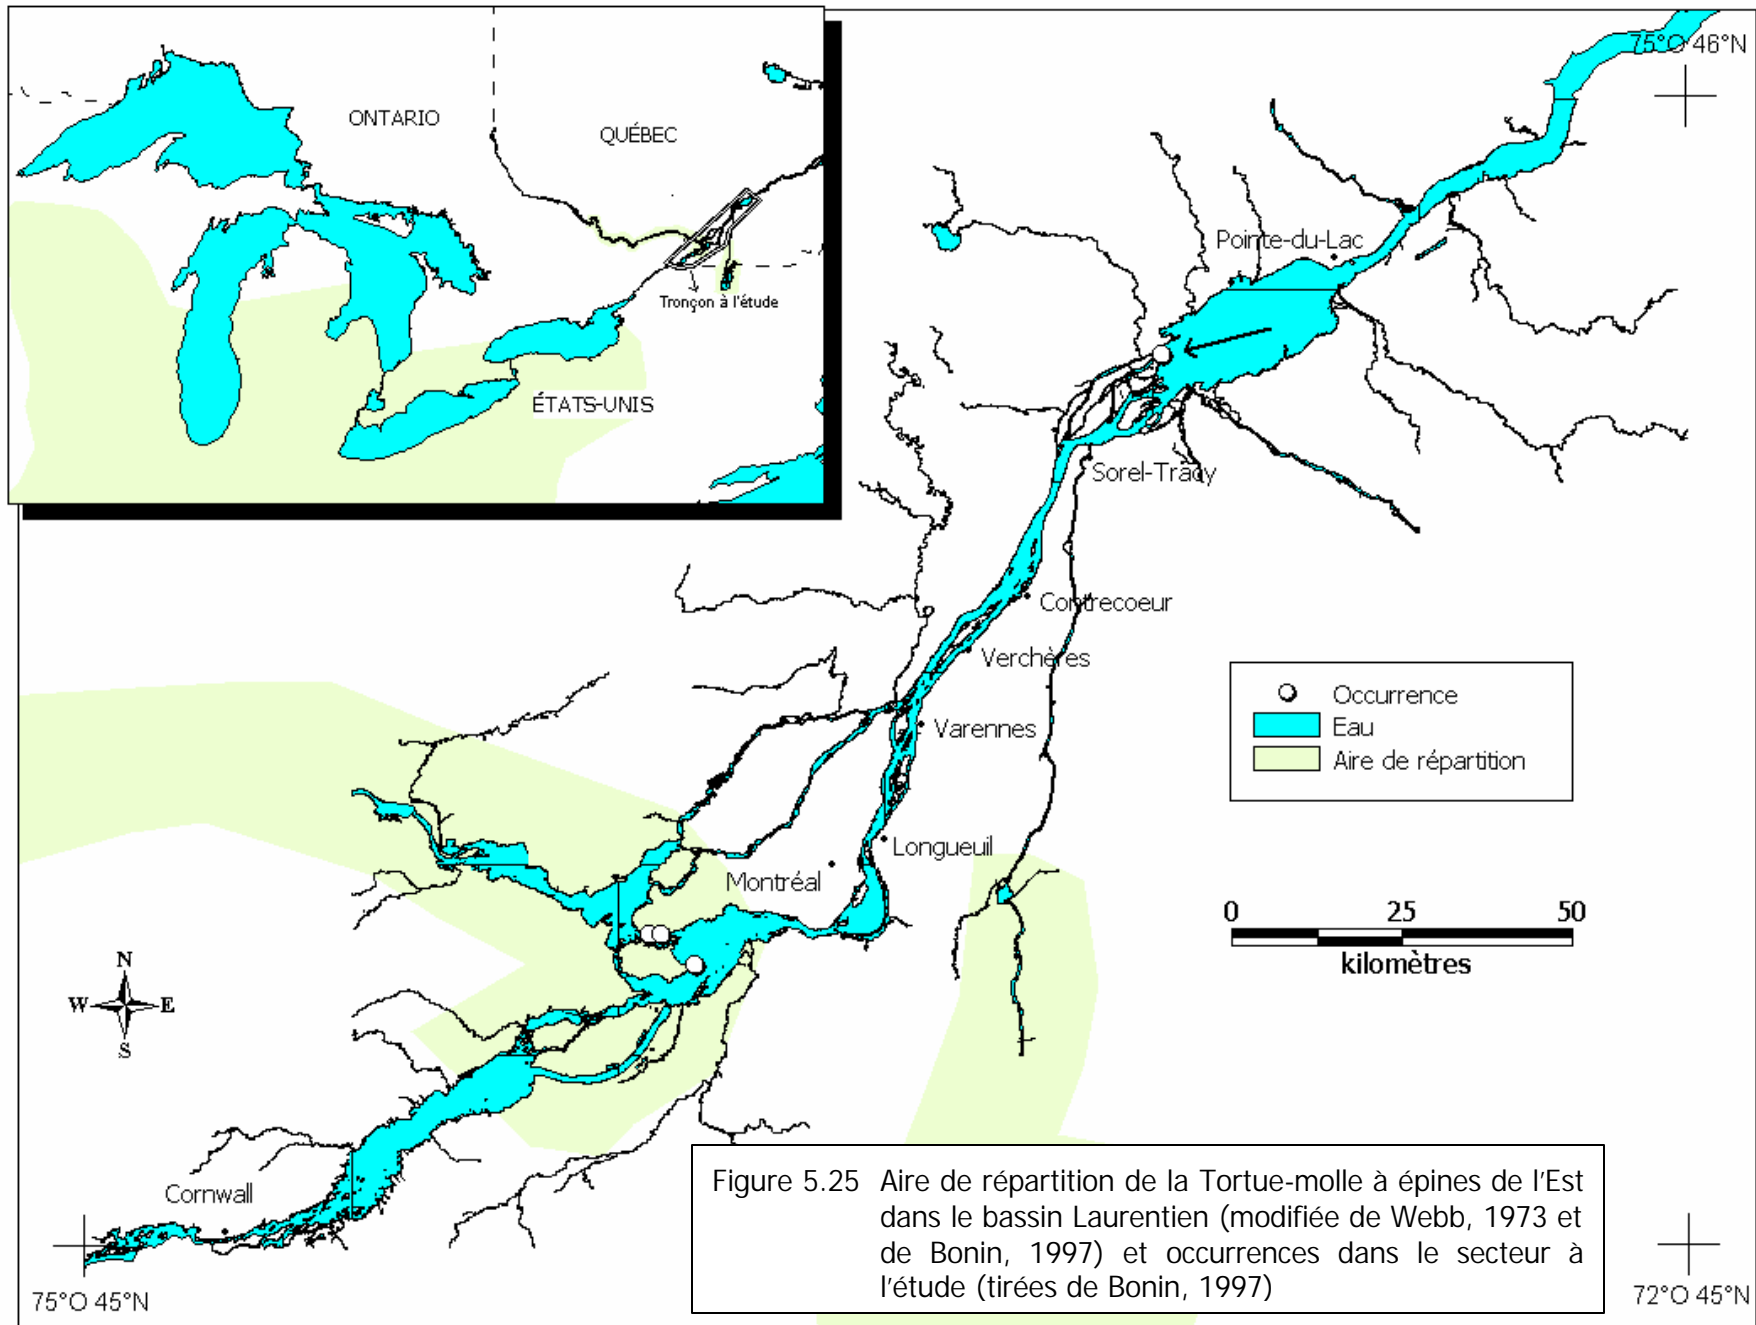 ONTARIO
QUÉBEC
Tronçon à l'étude
ÉTATS-UNIS
75°O 46°N
Pointe-du-Lac
Sorel-Tracy
Contrecoeur
Verchères
Varennes
Longueuil
Montréal
Cornwall
Occurrence
Eau
Aire de répartition
0 25 50
kilomètres
N
W E
S
Figure 5.25 Aire de répartition de la Tortue-molle à épines de l'Est
dans le bassin Laurentien (modifiée de Webb, 1973 et
de Bonin, 1997) et occurrences dans le secteur à
l'étude (tirées de Bonin, 1997)
75°O 45°N
72°O 45°N